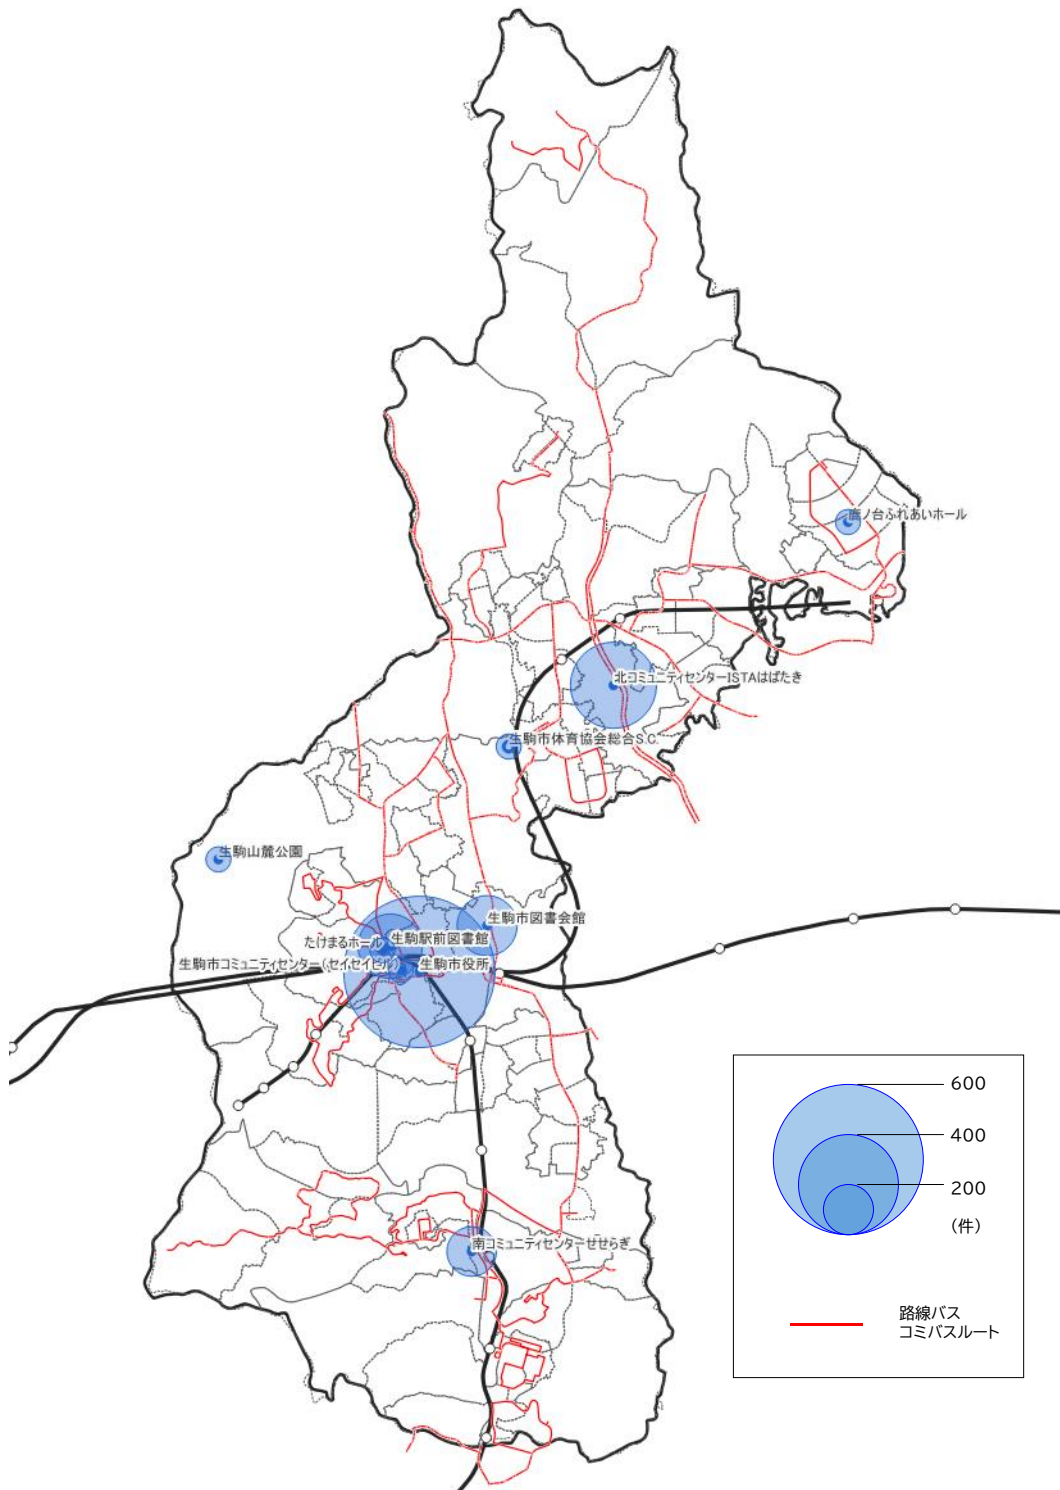 鹿ノ台ふれあいホール
北コミュニティセンターISTAはばたき
生駒市体育協会総合S.C.
生駒山麓公園
生駒市図書会館
たけまるホール
生駒駅前図書館
生駒市コミュニティセンター(セイセイビル)
生駒市役所
南コミュニティセンターせせらぎ
600
400
200
(件)
路線バス
コミバスルート